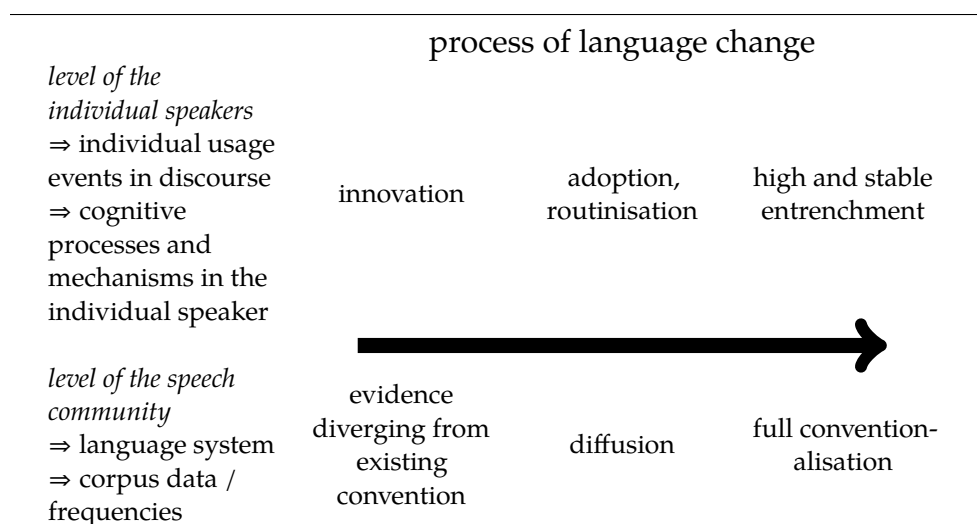 process of language change
level of the
individual speakers
⇒ individual usage
events in discourse
⇒ cognitive
processes and
mechanisms in the
individual speaker
innovation
adoption,
routinisation
high and stable
entrenchment
level of the speech
community
⇒ language system
⇒ corpus data /
frequencies
evidence
diverging from
existing
convention
diffusion
full convention-
alisation